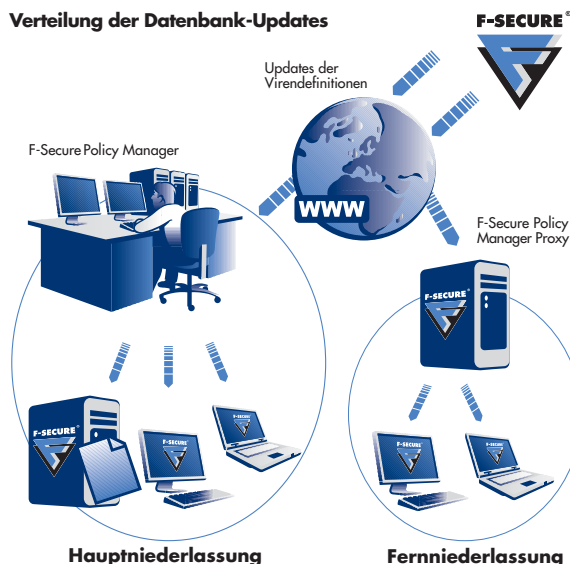 Verteilung der Datenbank-Updates
F-SECURE®
Updates der
Virendefinitionen
F-Secure Policy Manager
WWW
F-Secure Policy
Manager Proxy
F-SECURE®
F-SECURE®
F-SECURE
F-SECURE
F-SECURE
F-SECURE
Hauptniederlassung
Fernniederlassung